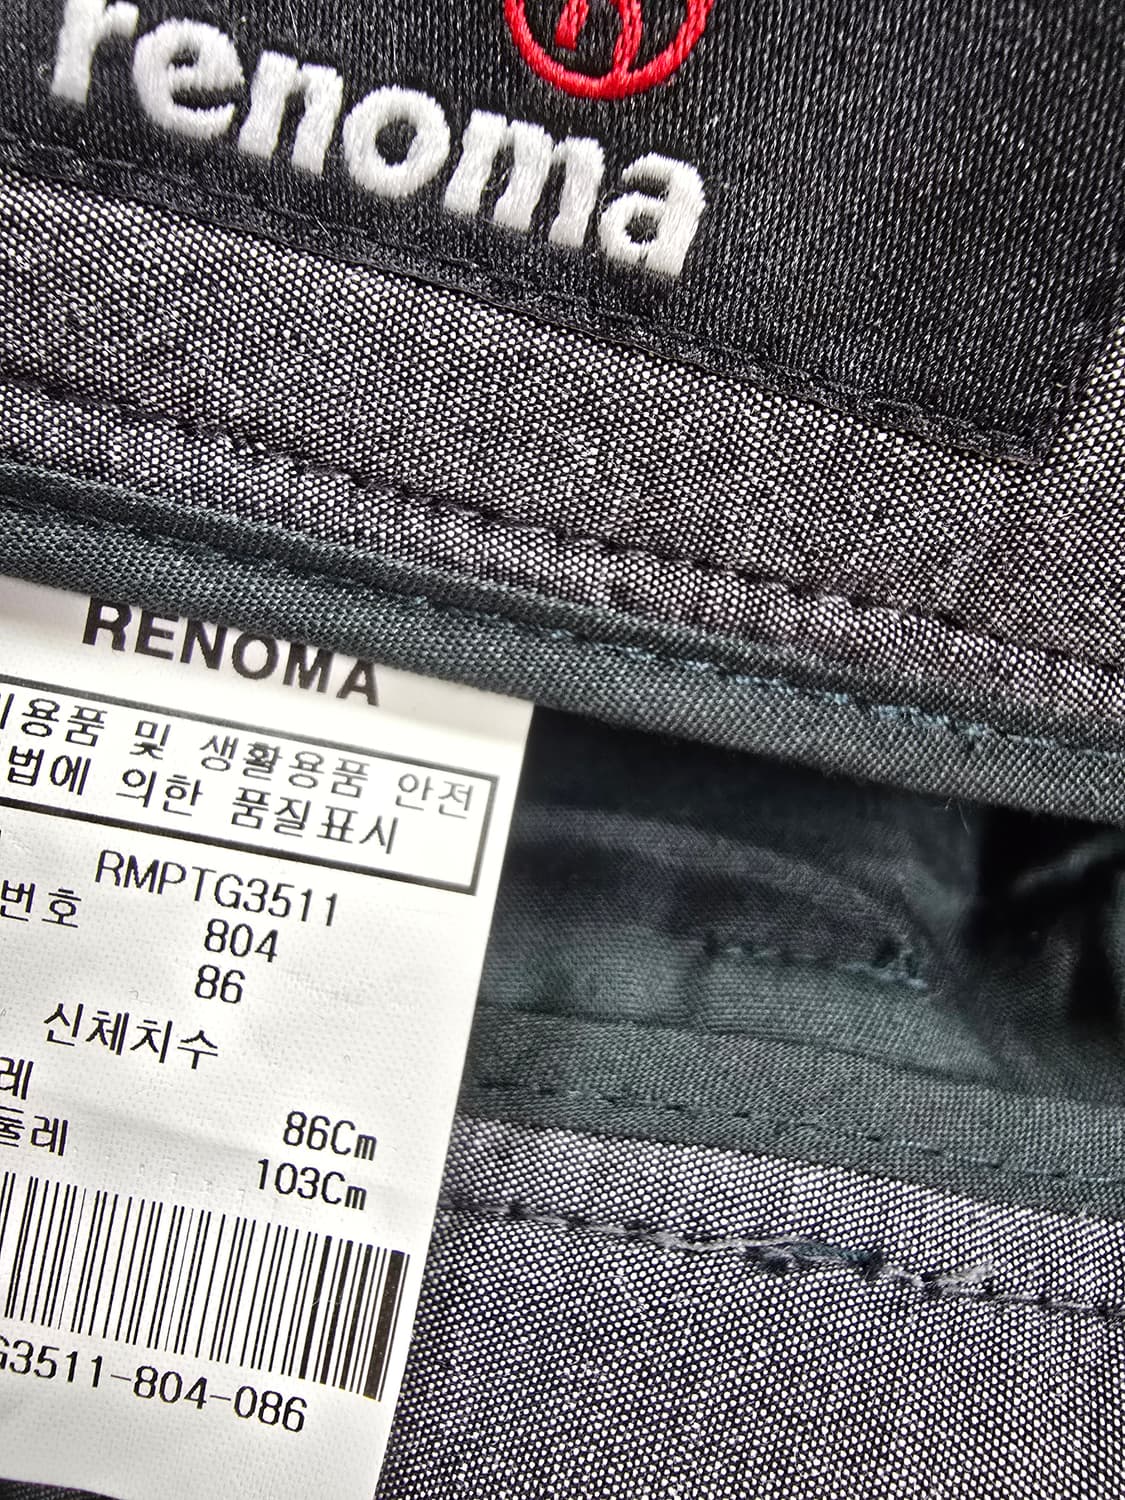 renoma
RENOMA
기용품 및 생활용품 안전
법에 의한 품질표시
RMPTG3511
번호
804
86
신체치수
레
둘레 86Cm
103Cm
G3511-804-086